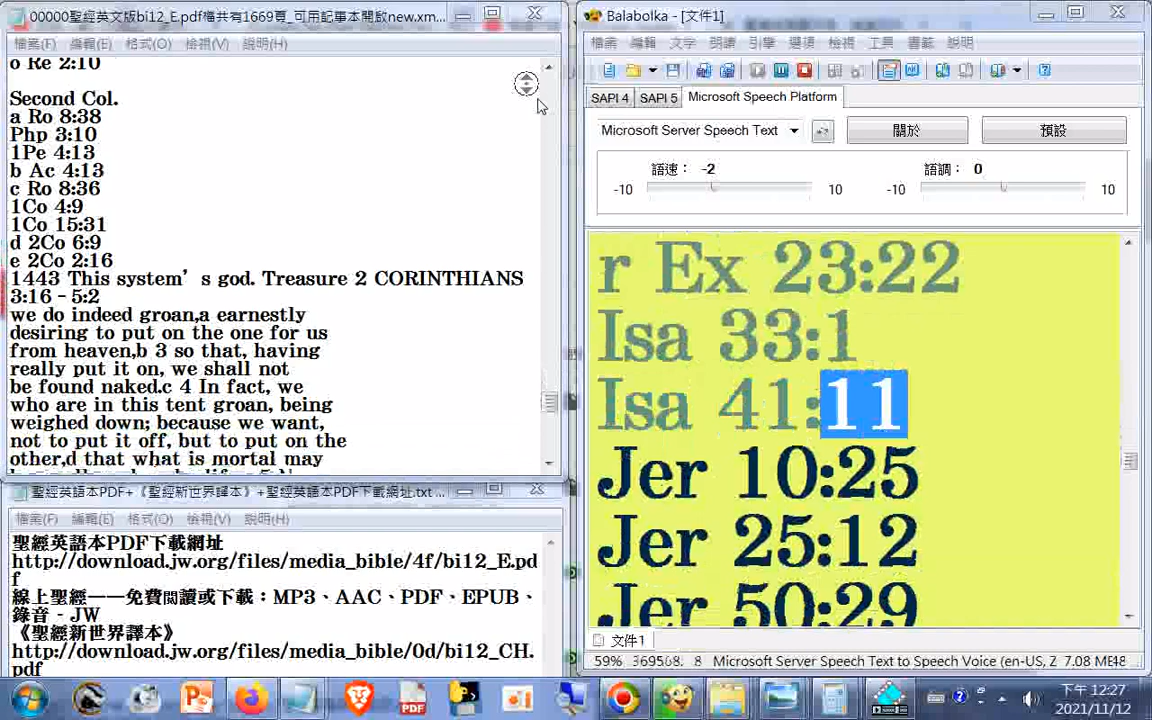 00000聖經英文版bi12_E.pdf檔共有1669頁_可用記事本開啟new.xm...
檔案(F) 編輯(E) 格式(O) 檢視(V) 說明(H)
o Re 2:10
Second Col.
a Ro 8:38
Php 3:10
1Pe 4:13
b Ac 4:13
c Ro 8:36
1Co 4:9
1Co 15:31
d 2Co 6:9
e 2Co 2:16
1443 This system’s god. Treasure 2 CORINTHIANS
3:16 – 5:2
we do indeed groan,a earnestly
desiring to put on the one for us
from heaven,b 3 so that, having
really put it on, we shall not
be found naked.c 4 In fact, we
who are in this tent groan, being
weighed down; because we want,
not to put it off, but to put on the
other,d that what is mortal may
聖經英語本PDF+《聖經新世界譯本》+聖經英語本PDF下載網址.txt ...
檔案(F) 編輯(E) 格式(O) 檢視(V) 說明(H)
聖經英語本PDF下載網址
http://download.jw.org/files/media_bible/4f/bi12_E.pd
f
線上聖經——免費閱讀或下載：MP3、AAC、PDF、EPUB、
錄音 - JW
《聖經新世界譯本》
http://download.jw.org/files/media_bible/0d/bi12_CH.
pdf
Balabolka - [文件1]
檔案 編輯 文字 朗讀 引擎 選項 檢視 工具 書籤 說明
SAPI 4 SAPI 5 Microsoft Speech Platform
Microsoft Server Speech Text 關於 預設
語速： -2 語調： 0
-10 10 -10 10
r Ex 23:22
Isa 33:1
Isa 41:11
Jer 10:25
Jer 25:12
Jer 50:29
文件1
59% 369568. 8 Microsoft Server Speech Text to Speech Voice (en-US, Z 7.08 ME48
下午 12:27
2021/11/12